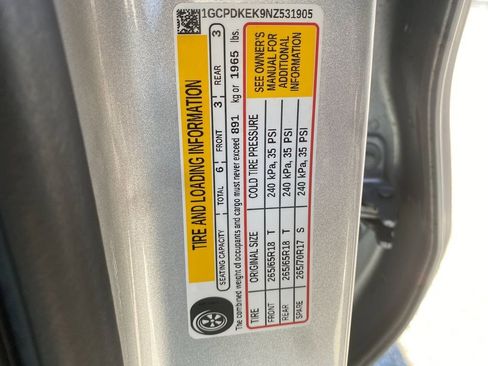 1GCPDKEK9NZ531905
TIRE AND LOADING INFORMATION
SEATING CAPACITY TOTAL 6 FRONT 3 REAR 3
The combined weight of occupants and cargo must never exceed 891 kg or 1965 lbs.
TIRE ORIGINAL SIZE COLD TIRE PRESSURE
FRONT 265/65R18 T 240 kPa, 35 PSI
REAR 265/65R18 T 240 kPa, 35 PSI
SPARE 265/70R17 S 240 kPa, 35 PSI
SEE OWNER'S
MANUAL FOR
ADDITIONAL
INFORMATION